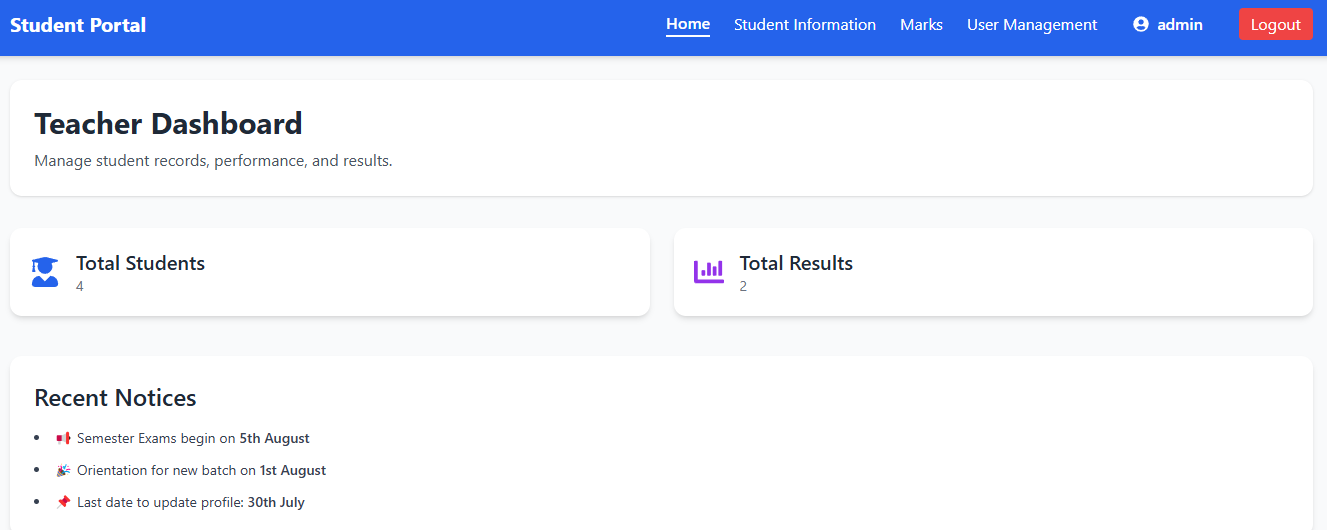 Student Portal
Home Student Information Marks User Management admin Logout
Teacher Dashboard
Manage student records, performance, and results.
Total Students
4
Total Results
2
Recent Notices
Semester Exams begin on 5th August
Orientation for new batch on 1st August
Last date to update profile: 30th July